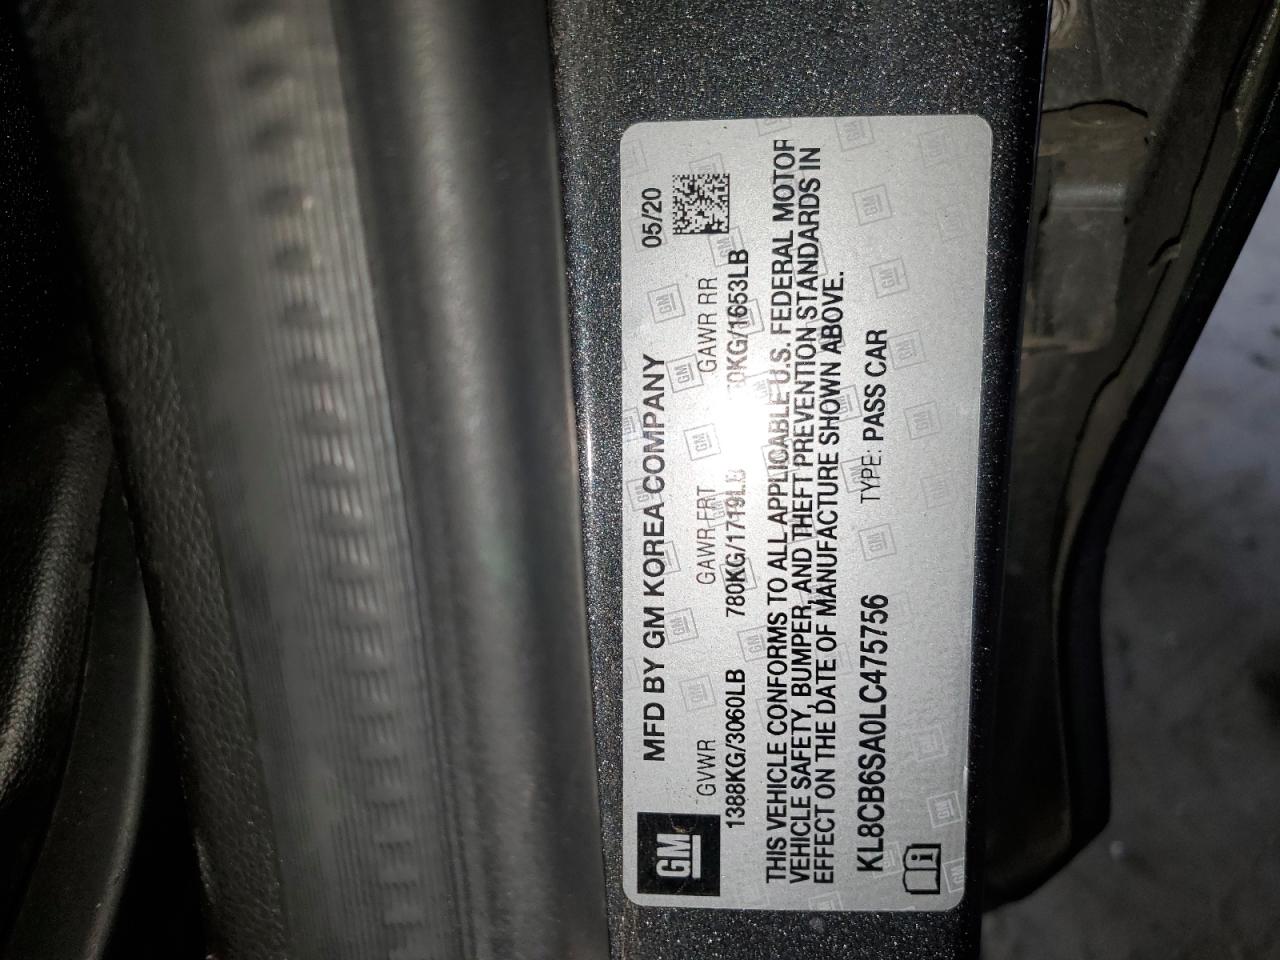 GM
MFD BY GM KOREA COMPANY 05/20
GVWR GAWR FRT GAWR RR
1388KG/3060LB 780KG/1719LB 0KG/1653LB
THIS VEHICLE CONFORMS TO ALL APPLICABLE U.S. FEDERAL MOTOR
VEHICLE SAFETY, BUMPER, AND THEFT PREVENTION STANDARDS IN
EFFECT ON THE DATE OF MANUFACTURE SHOWN ABOVE.
KL8CB6SA0LC475756 TYPE: PASS CAR